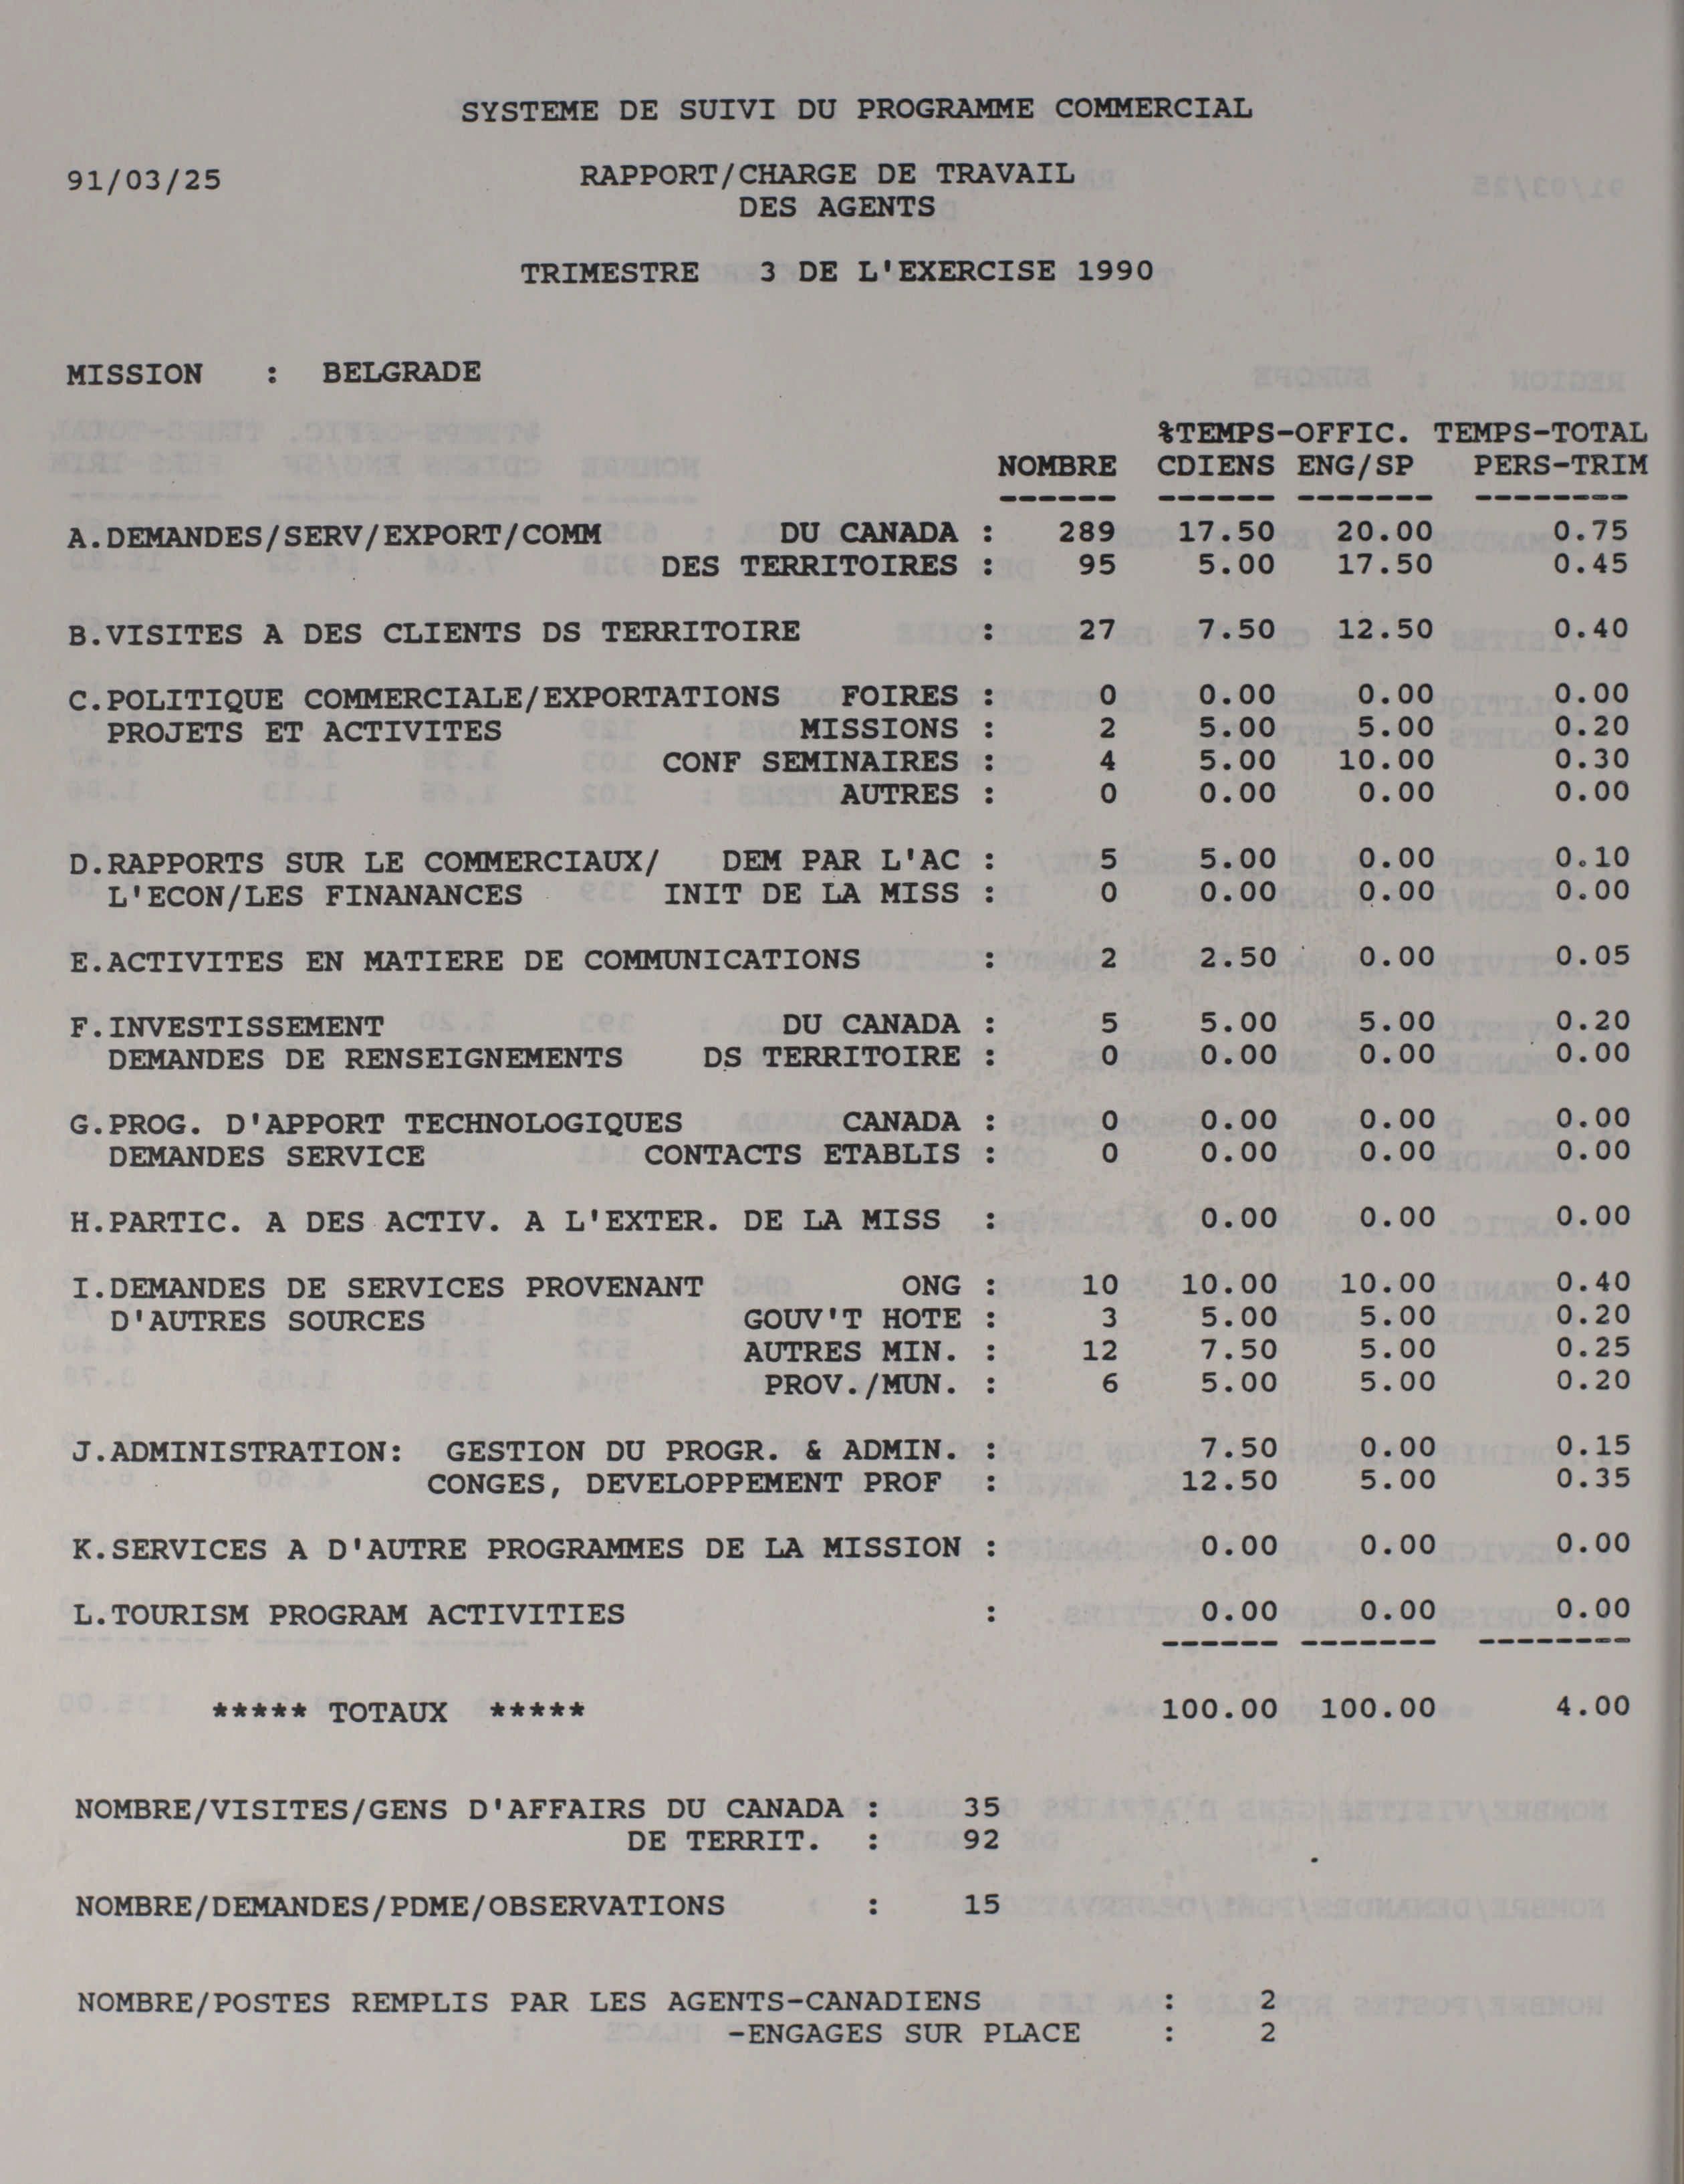 SYSTEME DE SUIVI DU PROGRAMME COMMERCIAL
91/03/25 RAPPORT/CHARGE DE TRAVAIL
DES AGENTS
TRIMESTRE 3 DE L'EXERCISE 1990
MISSION : BELGRADE
%TEMPS-OFFIC. TEMPS-TOTAL
NOMBRE CDIENS ENG/SP PERS-TRIM
------ ------ ------- --------
A.DEMANDES/SERV/EXPORT/COMM DU CANADA : 289 17.50 20.00 0.75
DES TERRITOIRES : 95 5.00 17.50 0.45
B.VISITES A DES CLIENTS DS TERRITOIRE : 27 7.50 12.50 0.40
C.POLITIQUE COMMERCIALE/EXPORTATIONS FOIRES : 0 0.00 0.00 0.00
PROJETS ET ACTIVITES MISSIONS : 2 5.00 5.00 0.20
CONF SEMINAIRES : 4 5.00 10.00 0.30
AUTRES : 0 0.00 0.00 0.00
D.RAPPORTS SUR LE COMMERCIAUX/ DEM PAR L'AC : 5 5.00 0.00 0.10
L'ECON/LES FINANANCES INIT DE LA MISS : 0 0.00 0.00 0.00
E.ACTIVITES EN MATIERE DE COMMUNICATIONS : 2 2.50 0.00 0.05
F.INVESTISSEMENT DU CANADA : 5 5.00 5.00 0.20
DEMANDES DE RENSEIGNEMENTS DS TERRITOIRE : 0 0.00 0.00 0.00
G.PROG. D'APPORT TECHNOLOGIQUES CANADA : 0 0.00 0.00 0.00
DEMANDES SERVICE CONTACTS ETABLIS : 0 0.00 0.00 0.00
H.PARTIC. A DES ACTIV. A L'EXTER. DE LA MISS : 0.00 0.00 0.00
I.DEMANDES DE SERVICES PROVENANT ONG : 10 10.00 10.00 0.40
D'AUTRES SOURCES GOUV'T HOTE : 3 5.00 5.00 0.20
AUTRES MIN. : 12 7.50 5.00 0.25
PROV./MUN. : 6 5.00 5.00 0.20
J.ADMINISTRATION: GESTION DU PROGR. & ADMIN. : 7.50 0.00 0.15
CONGES, DEVELOPPEMENT PROF : 12.50 5.00 0.35
K.SERVICES A D'AUTRE PROGRAMMES DE LA MISSION : 0.00 0.00 0.00
L.TOURISM PROGRAM ACTIVITIES : 0.00 0.00 0.00
------ ------- --------
***** TOTAUX ***** 100.00 100.00 4.00
NOMBRE/VISITES/GENS D'AFFAIRS DU CANADA : 35
DE TERRIT. : 92
NOMBRE/DEMANDES/PDME/OBSERVATIONS : 15
NOMBRE/POSTES REMPLIS PAR LES AGENTS-CANADIENS : 2
-ENGAGES SUR PLACE : 2